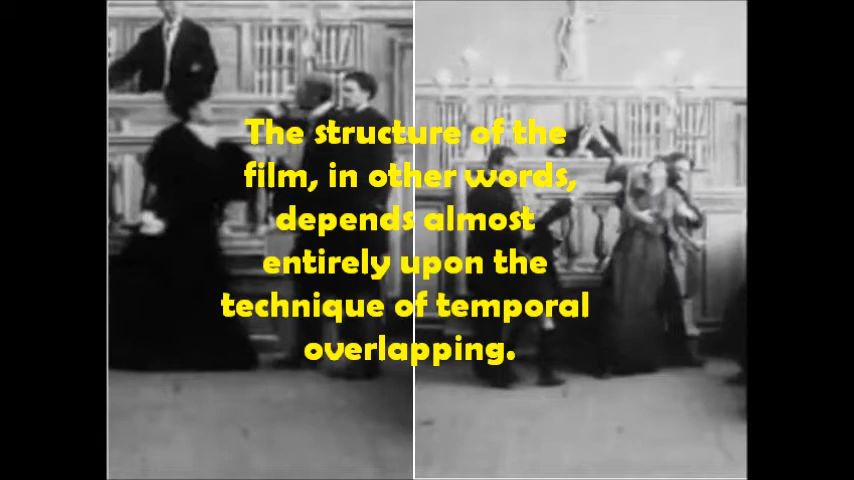 The structure of the
film, in other words,
depends almost
entirely upon the
technique of temporal
overlapping.